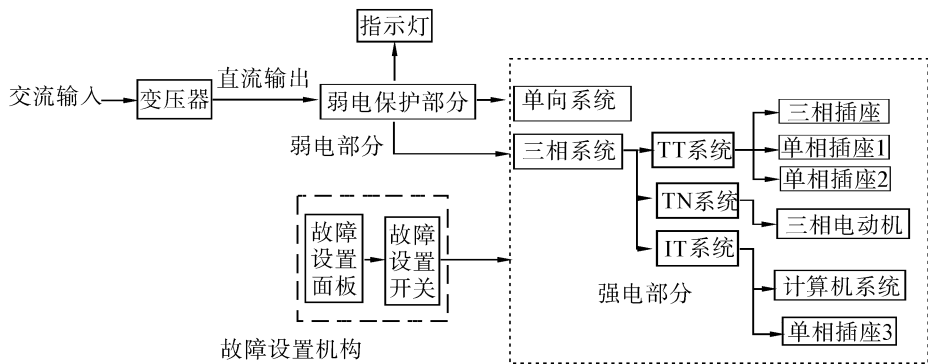 指示灯
交流输入
变压器
直流输出
弱电保护部分
弱电部分
单向系统
三相系统
TT系统
TN系统
IT系统
三相插座
单相插座1
单相插座2
三相电动机
计算机系统
单相插座3
强电部分
故障
设置
面板
故障
设置
开关
故障设置机构